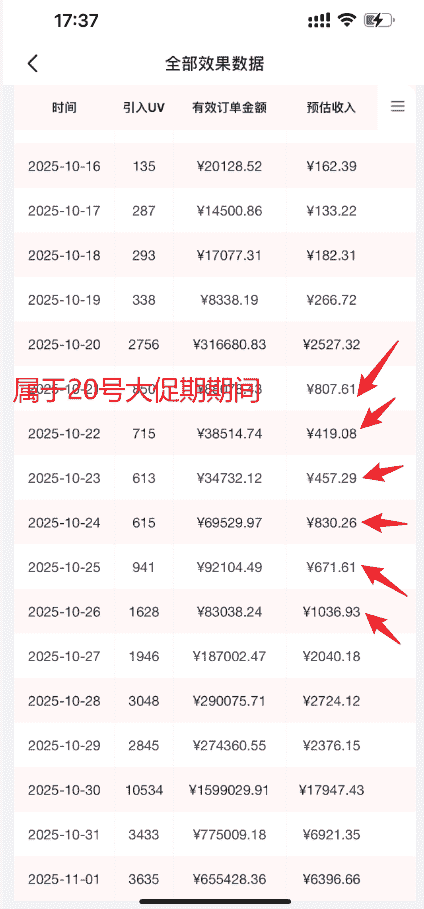 17:37
全部效果数据
时间 引入UV 有效订单金额 预估收入
2025-10-16 135 ¥20128.52 ¥162.39
2025-10-17 287 ¥14500.86 ¥133.22
2025-10-18 293 ¥17077.31 ¥182.31
2025-10-19 338 ¥8338.19 ¥266.72
2025-10-20 2756 ¥316680.83 ¥2527.32
属于20号大促期期间 ¥807.61
2025-10-22 715 ¥38514.74 ¥419.08
2025-10-23 613 ¥34732.12 ¥457.29
2025-10-24 615 ¥69529.97 ¥830.26
2025-10-25 941 ¥92104.49 ¥671.61
2025-10-26 1628 ¥83038.24 ¥1036.93
2025-10-27 1946 ¥187002.47 ¥2040.18
2025-10-28 3048 ¥290075.71 ¥2724.12
2025-10-29 2845 ¥274360.55 ¥2376.15
2025-10-30 10534 ¥1599029.91 ¥17947.43
2025-10-31 3433 ¥775009.18 ¥6921.35
2025-11-01 3635 ¥655428.36 ¥6396.66